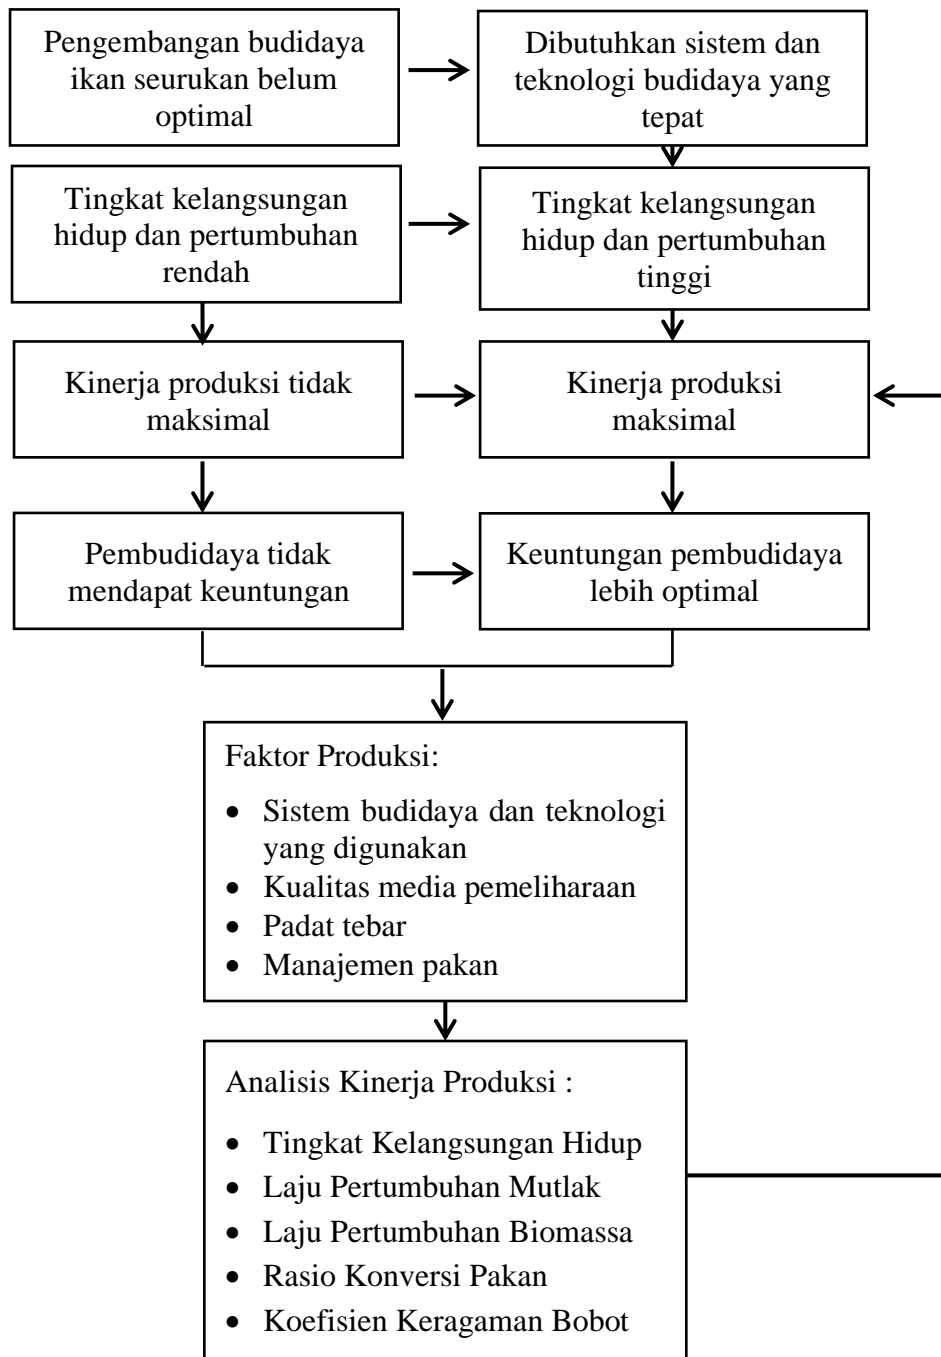 Pengembangan budidaya
ikan seurukan belum
optimal
Dibutuhkan sistem dan
teknologi budidaya yang
tepat
Tingkat kelangsungan
hidup dan pertumbuhan
rendah
Tingkat kelangsungan
hidup dan pertumbuhan
tinggi
Kinerja produksi tidak
maksimal
Kinerja produksi
maksimal
Pembudidaya tidak
mendapat keuntungan
Keuntungan pembudidaya
lebih optimal
Faktor Produksi:
• Sistem budidaya dan teknologi
yang digunakan
• Kualitas media pemeliharaan
• Padat tebar
• Manajemen pakan
Analisis Kinerja Produksi :
• Tingkat Kelangsungan Hidup
• Laju Pertumbuhan Mutlak
• Laju Pertumbuhan Biomassa
• Rasio Konversi Pakan
• Koefisien Keragaman Bobot